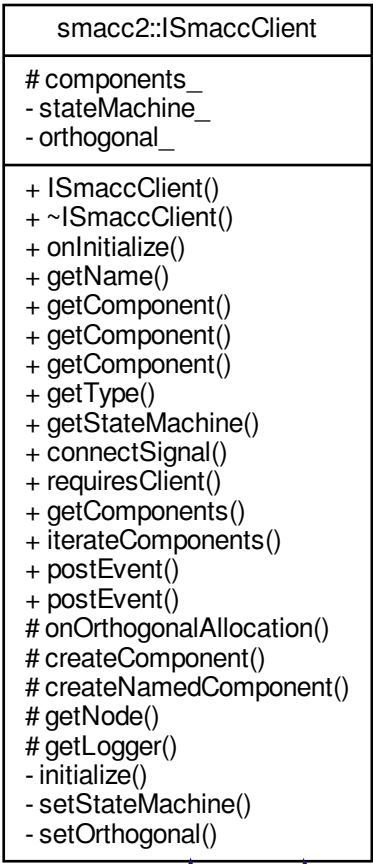 smacc2::ISmaccClient
# components_
- stateMachine_
- orthogonal_
+ ISmaccClient()
+ ~ISmaccClient()
+ onInitialize()
+ getName()
+ getComponent()
+ getComponent()
+ getComponent()
+ getType()
+ getStateMachine()
+ connectSignal()
+ requiresClient()
+ getComponents()
+ iterateComponents()
+ postEvent()
+ postEvent()
# onOrthogonalAllocation()
# createComponent()
# createNamedComponent()
# getNode()
# getLogger()
- initialize()
- setStateMachine()
- setOrthogonal()